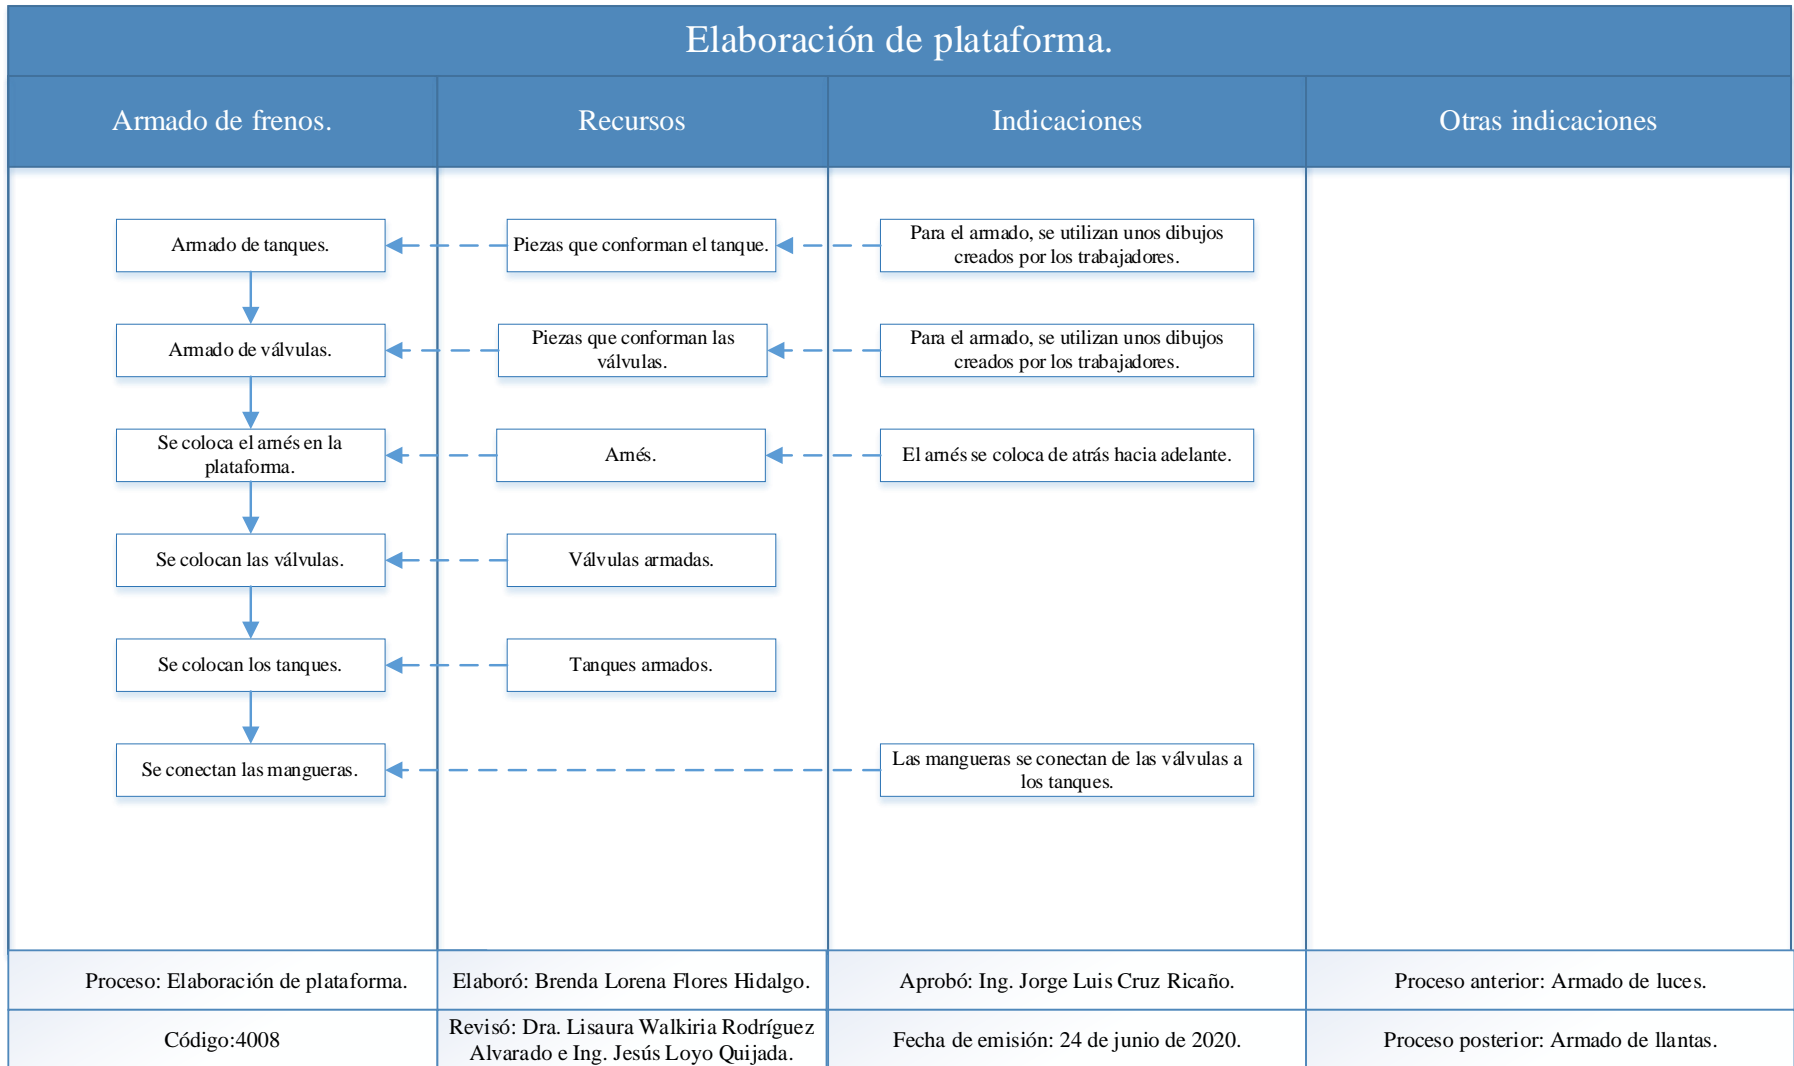 Elaboración de plataforma.
Armado de frenos.
Recursos
Indicaciones
Otras indicaciones
Armado de tanques.
Piezas que conforman el tanque.
Para el armado, se utilizan unos dibujos
creados por los trabajadores.
Armado de válvulas.
Piezas que conforman las
válvulas.
Para el armado, se utilizan unos dibujos
creados por los trabajadores.
Se coloca el arnés en la
plataforma.
Arnés.
El arnés se coloca de atrás hacia adelante.
Se colocan las válvulas.
Válvulas armadas.
Se colocan los tanques.
Tanques armados.
Se conectan las mangueras.
Las mangueras se conectan de las válvulas a
los tanques.
Proceso: Elaboración de plataforma.
Elaboró: Brenda Lorena Flores Hidalgo.
Aprobó: Ing. Jorge Luis Cruz Ricaño.
Proceso anterior: Armado de luces.
Código:4008
Revisó: Dra. Lisaura Walkiria Rodríguez
Alvarado e Ing. Jesús Loyo Quijada.
Fecha de emisión: 24 de junio de 2020.
Proceso posterior: Armado de llantas.